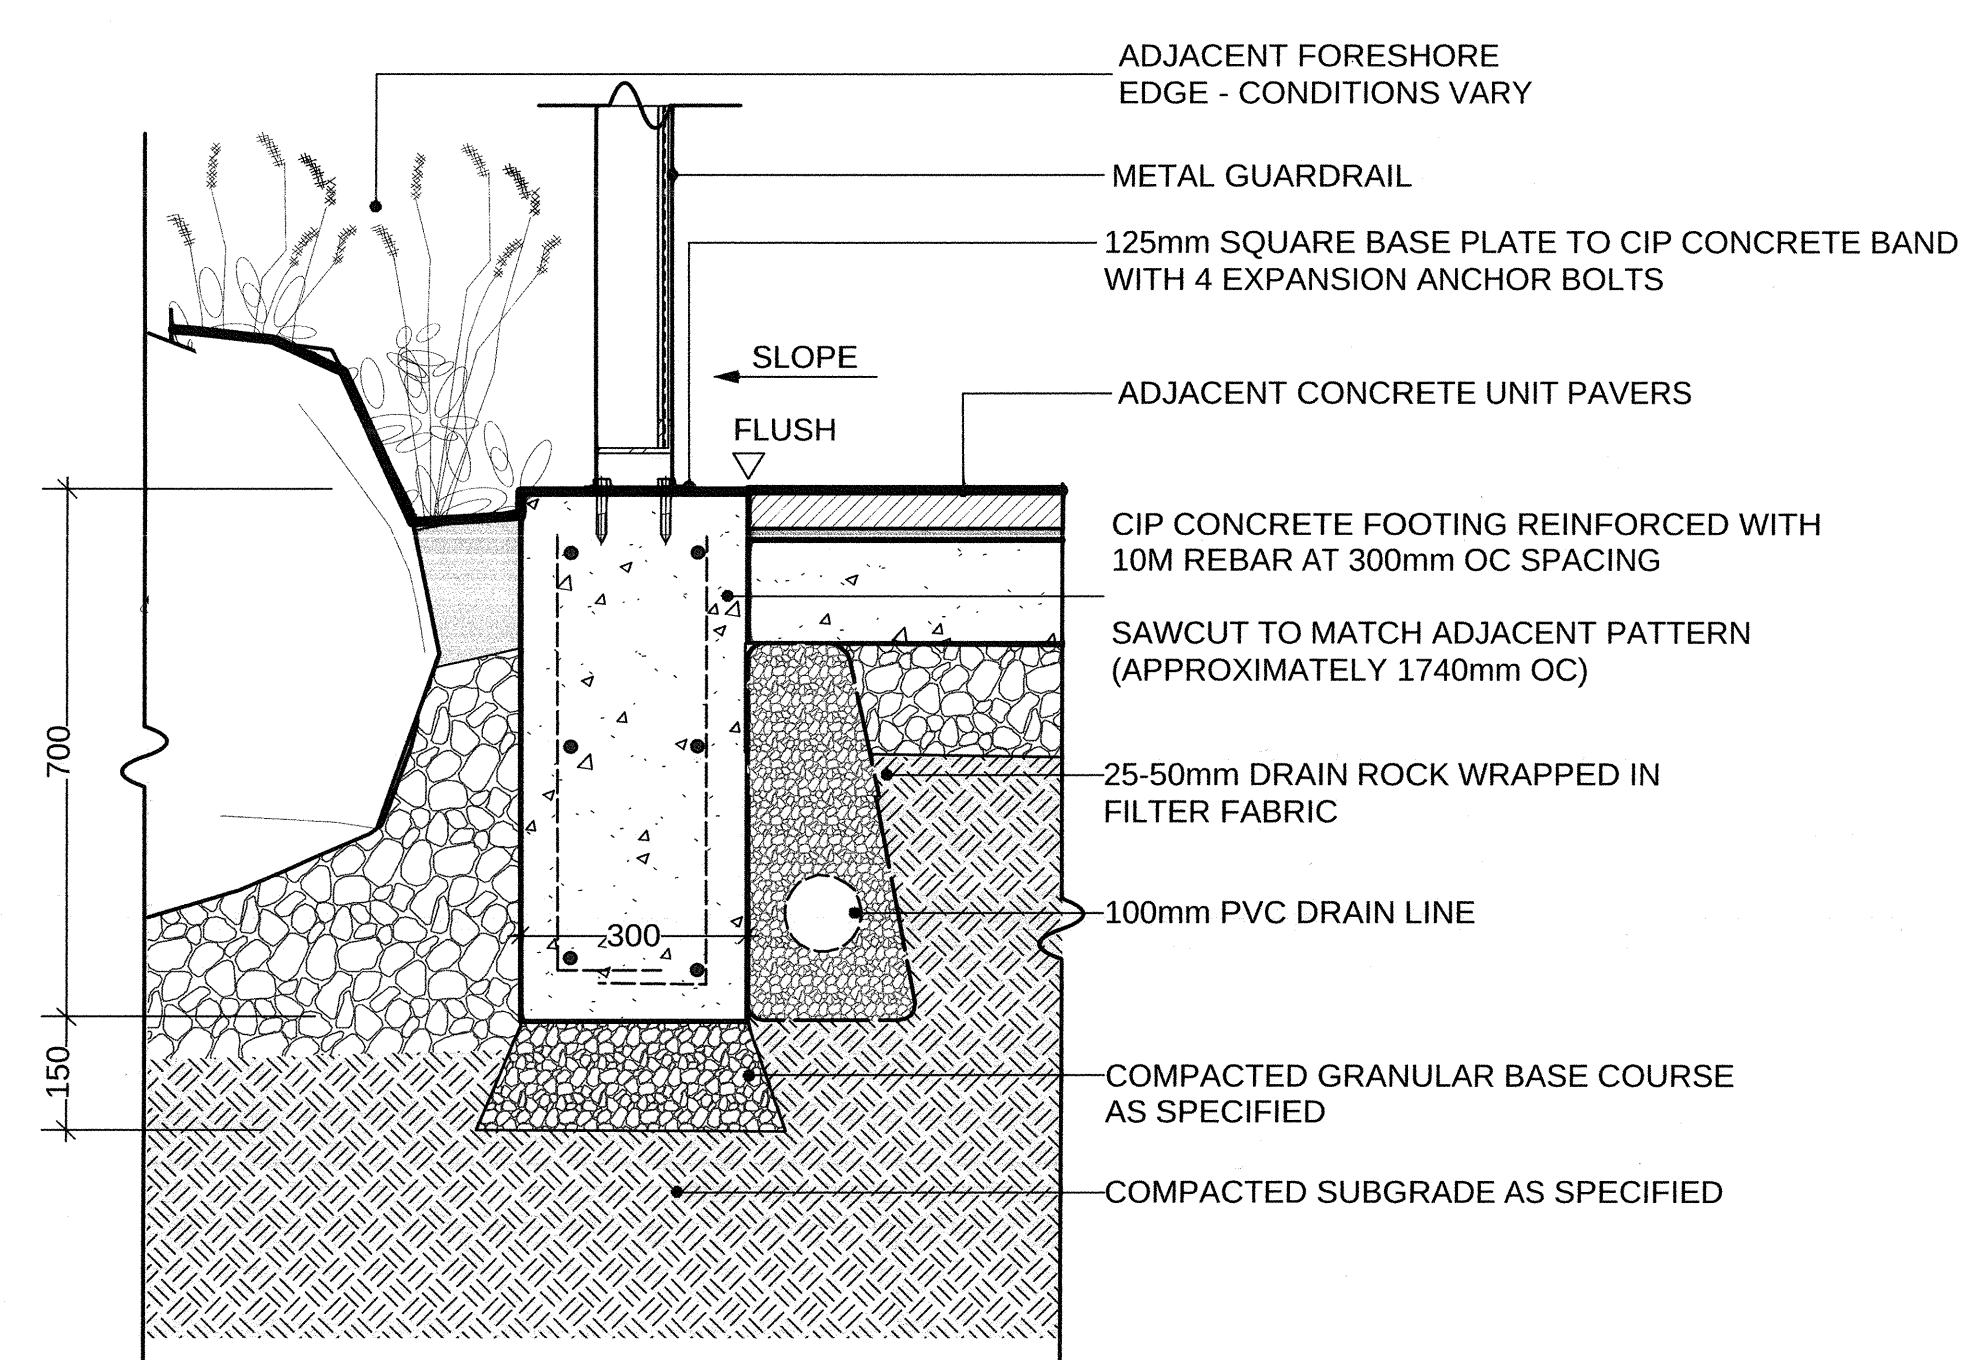 ADJACENT FORESHORE
EDGE - CONDITIONS VARY
METAL GUARDRAIL
125mm SQUARE BASE PLATE TO CIP CONCRETE BAND
WITH 4 EXPANSION ANCHOR BOLTS
SLOPE
ADJACENT CONCRETE UNIT PAVERS
FLUSH
CIP CONCRETE FOOTING REINFORCED WITH
10M REBAR AT 300mm OC SPACING
SAWCUT TO MATCH ADJACENT PATTERN
(APPROXIMATELY 1740mm OC)
700
25-50mm DRAIN ROCK WRAPPED IN
FILTER FABRIC
100mm PVC DRAIN LINE
300
150
COMPACTED GRANULAR BASE COURSE
AS SPECIFIED
COMPACTED SUBGRADE AS SPECIFIED